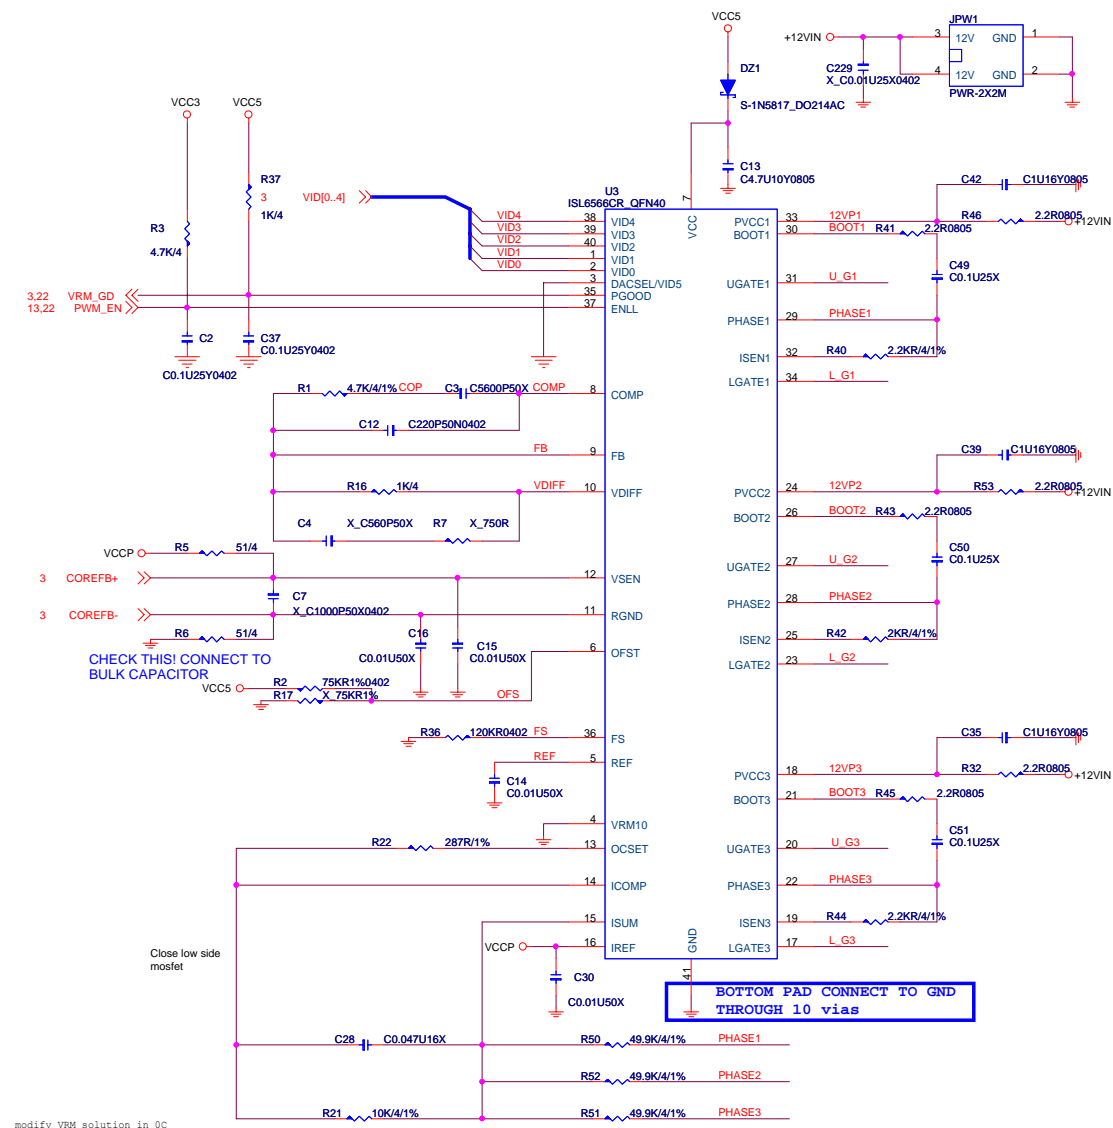 VCC5
JPW1
+12VIN
3 12V GND 1
4 12V GND 2
PWR-2X2M
C229
X_C0.01U25X0402
DZ1
S-1N5817_DO214AC
VCC3
VCC5
C13
C4.7U10Y0805
R37
3
1K/4
VID[0..4]
R3
4.7K/4
U3
ISL6566CR_QFN40
7
VCC
VID4 38 VID4
VID3 39 VID3
VID2 40 VID2
VID1 1 VID1
VID0 2 VID0
3 DACSEL/VID5
3,22 VRM_GD 35 PGOOD
13,22 PWM_EN 37 ENLL
C2
C0.1U25Y0402
C37
C0.1U25Y0402
C42 C1U16Y0805
PVCC1 33 12VP1 R46 2.2R0805 +12VIN
BOOT1 30 BOOT1 R41 2.2R0805
C49
C0.1U25X
UGATE1 31 U_G1
PHASE1 29 PHASE1
ISEN1 32 R40 2.2KR/4/1%
LGATE1 34 L_G1
R1 4.7K/4/1% COP C3 C5600P50X COMP 8 COMP
C12 C220P50N0402
FB 9 FB
R16 1K/4 VDIFF 10 VDIFF
C4 X_C560P50X R7 X_750R
C39 C1U16Y0805
PVCC2 24 12VP2 R53 2.2R0805 +12VIN
BOOT2 26 BOOT2 R43 2.2R0805
C50
C0.1U25X
UGATE2 27 U_G2
PHASE2 28 PHASE2
ISEN2 25 R42 2KR/4/1%
LGATE2 23 L_G2
VCCP R5 51/4
3 COREFB+ 12 VSEN
C7
X_C1000P50X0402
3 COREFB- 11 RGND
R6 51/4
C16
C0.01U50X
C15
C0.01U50X
6 OFST
CHECK THIS! CONNECT TO
BULK CAPACITOR
VCC5 R2 75KR1%0402
R17 X_75KR1% OFS
R36 120KR0402 FS 36 FS
REF 5 REF
C14
C0.01U50X
C35 C1U16Y0805
PVCC3 18 12VP3 R32 2.2R0805 +12VIN
BOOT3 21 BOOT3 R45 2.2R0805
C51
C0.1U25X
UGATE3 20 U_G3
PHASE3 22 PHASE3
ISEN3 19 R44 2.2KR/4/1%
LGATE3 17 L_G3
4 VRM10
R22 287R/1% 13 OCSET
14 ICOMP
15 ISUM
VCCP 16 IREF
GND
41
C30
C0.01U50X
Close low side
mosfet
BOTTOM PAD CONNECT TO GND
THROUGH 10 vias
C28 C0.047U16X
R50 49.9K/4/1% PHASE1
R52 49.9K/4/1% PHASE2
R21 10K/4/1%
R51 49.9K/4/1% PHASE3
modify VRM solution in 0C